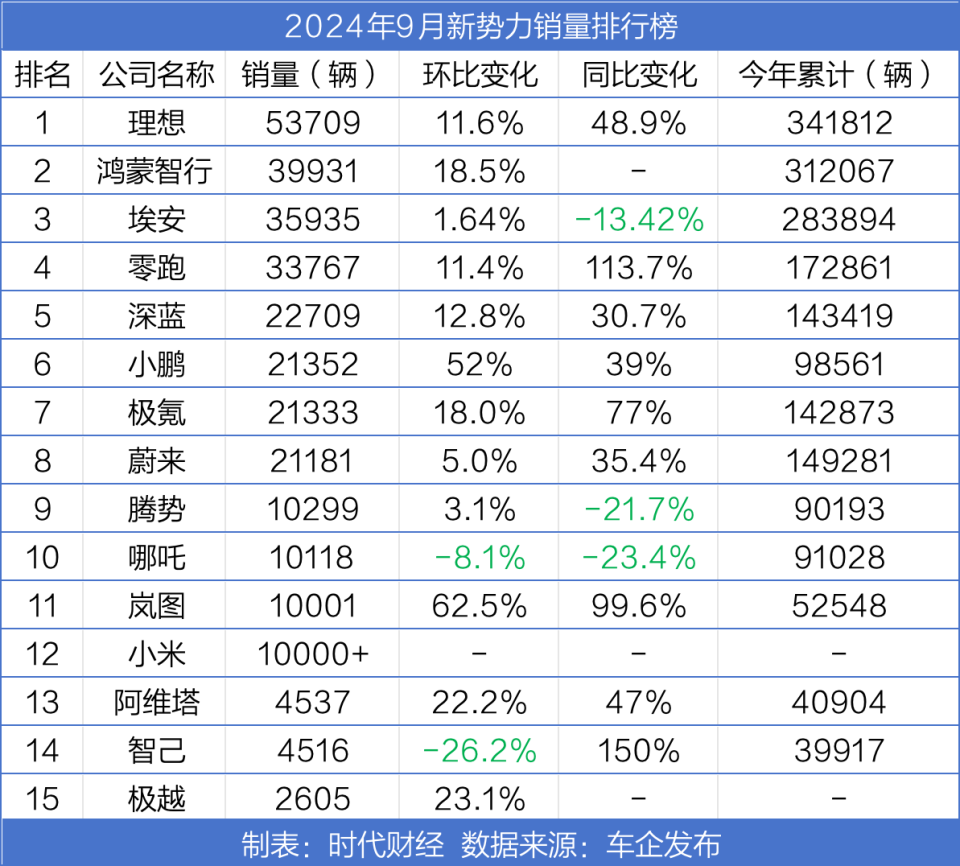 2024年9月新势力销量排行榜
排名 公司名称 销量（辆） 环比变化 同比变化 今年累计（辆）
1 理想 53709 11.6% 48.9% 341812
2 鸿蒙智行 39931 18.5% - 312067
3 埃安 35935 1.64% -13.42% 283894
4 零跑 33767 11.4% 113.7% 172861
5 深蓝 22709 12.8% 30.7% 143419
6 小鹏 21352 52% 39% 98561
7 极氪 21333 18.0% 77% 142873
8 蔚来 21181 5.0% 35.4% 149281
9 腾势 10299 3.1% -21.7% 90193
10 哪吒 10118 -8.1% -23.4% 91028
11 岚图 10001 62.5% 99.6% 52548
12 小米 10000+ - - -
13 阿维塔 4537 22.2% 47% 40904
14 智己 4516 -26.2% 150% 39917
15 极越 2605 23.1% - -
制表：时代财经 数据来源：车企发布